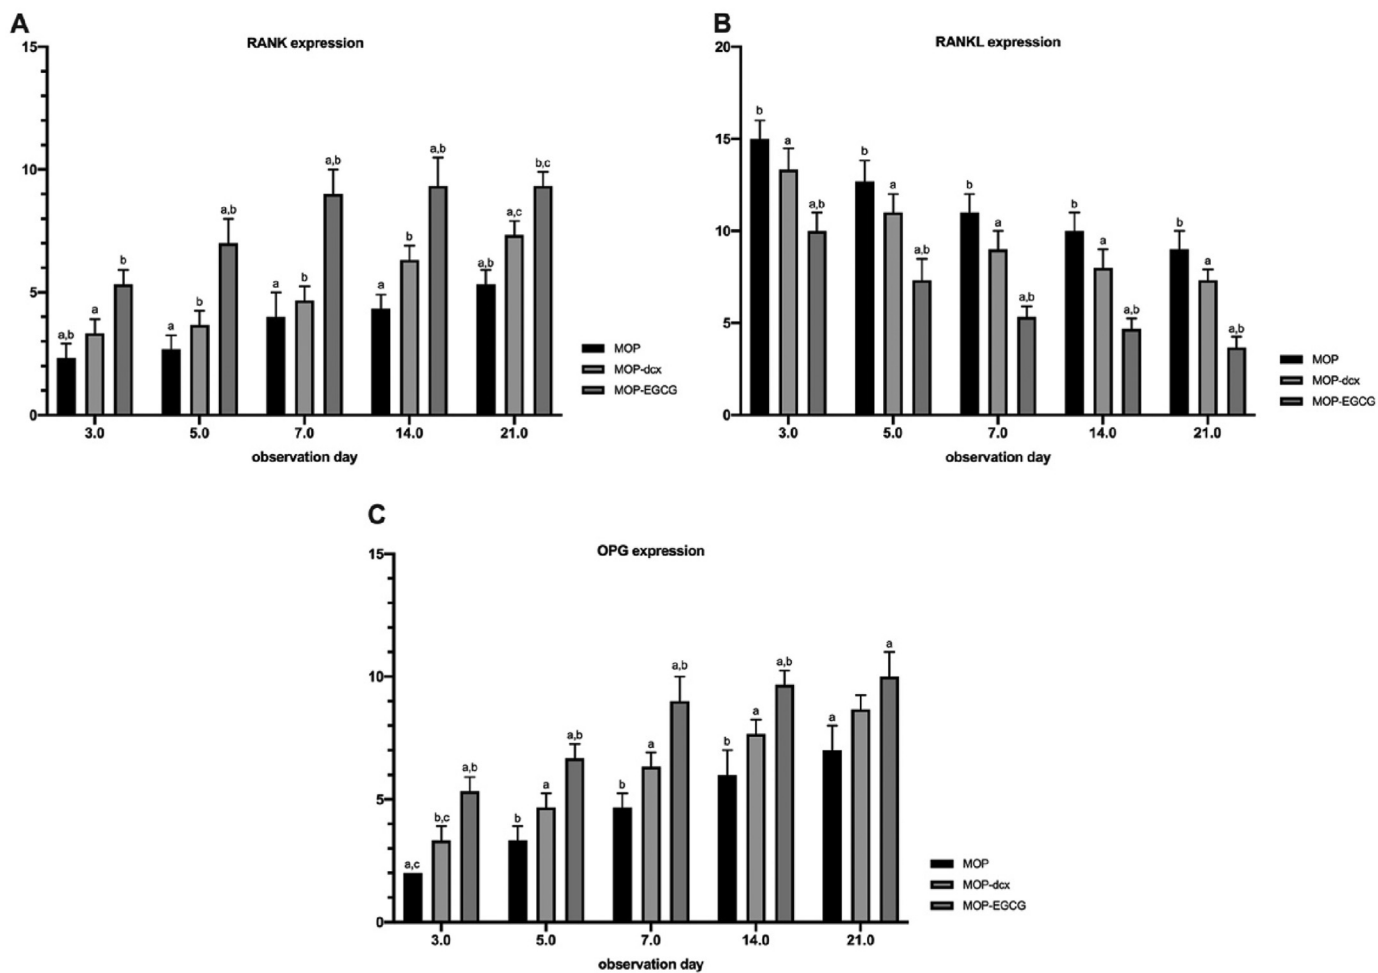 A
RANK expression
15
10
5
0
a,b
a
b
a
b
a,b
a
b
a,b
a
b
a,b
a,b
a,c
b,c
3.0 5.0 7.0 14.0 21.0
observation day
MOP
MOP-dcx
MOP-EGCG
B
RANKL expression
20
15
10
5
0
b
a
a,b
b
a
a,b
b
a
a,b
b
a
a,b
b
a
a,b
3.0 5.0 7.0 14.0 21.0
observation day
MOP
MOP-dcx
MOP-EGCG
C
OPG expression
15
10
5
0
a,c
b,c
a,b
b
a
a,b
b
a
a,b
b
a
a,b
a
a
3.0 5.0 7.0 14.0 21.0
observation day
MOP
MOP-dcx
MOP-EGCG